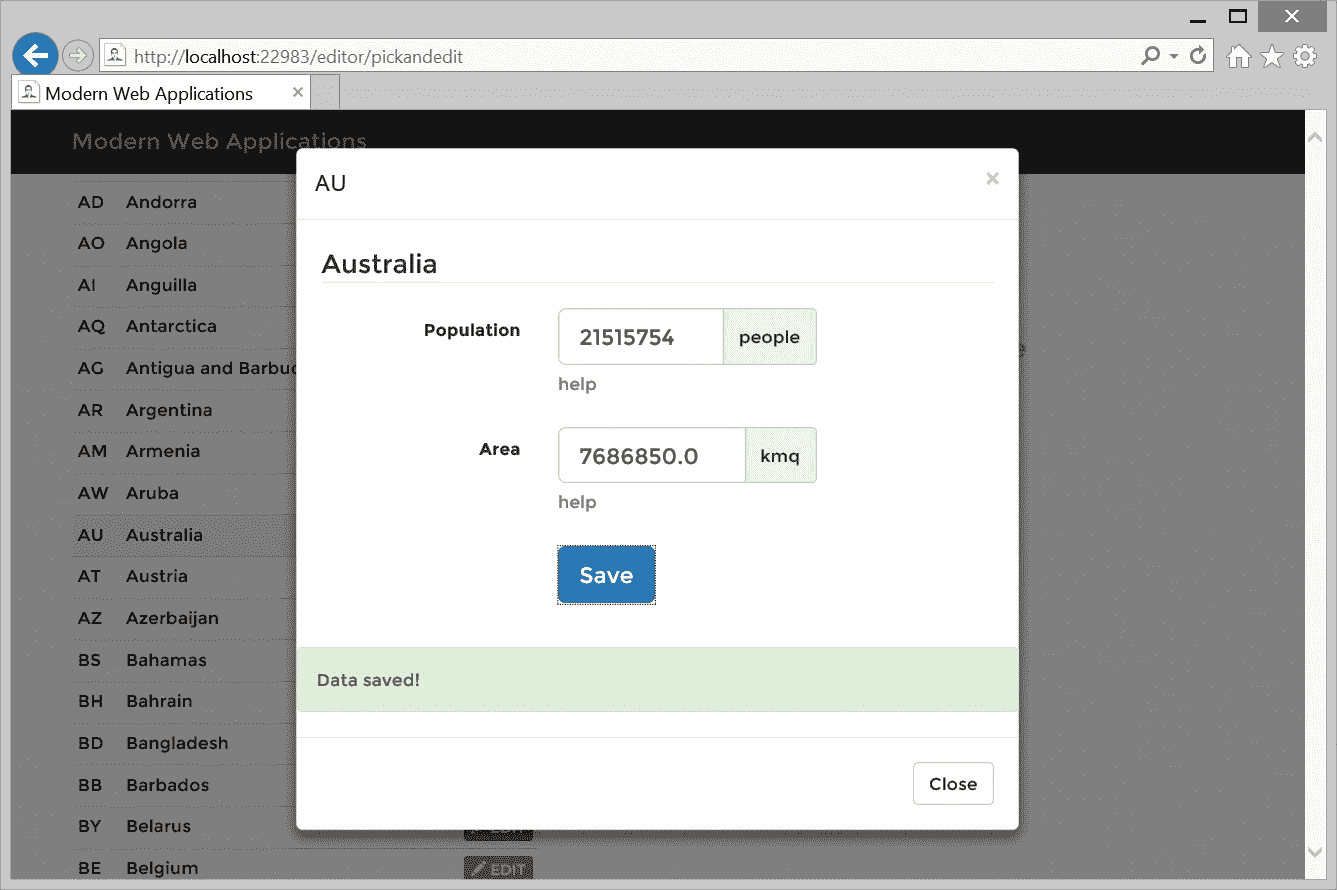 http://localhost:22983/editor/pickandedit
Modern Web Applications
Modern Web Applications
AD Andorra
AO Angola
AI Anguilla
AQ Antarctica
AG Antigua and Barbuc
AR Argentina
AM Armenia
AW Aruba
AU Australia
AT Austria
AZ Azerbaijan
BS Bahamas
BH Bahrain
BD Bangladesh
BB Barbados
BY Belarus
BE Belgium
EDIT
AU
×
Australia
Population 21515754 people
help
Area 7686850.0 kmq
help
Save
Data saved!
Close